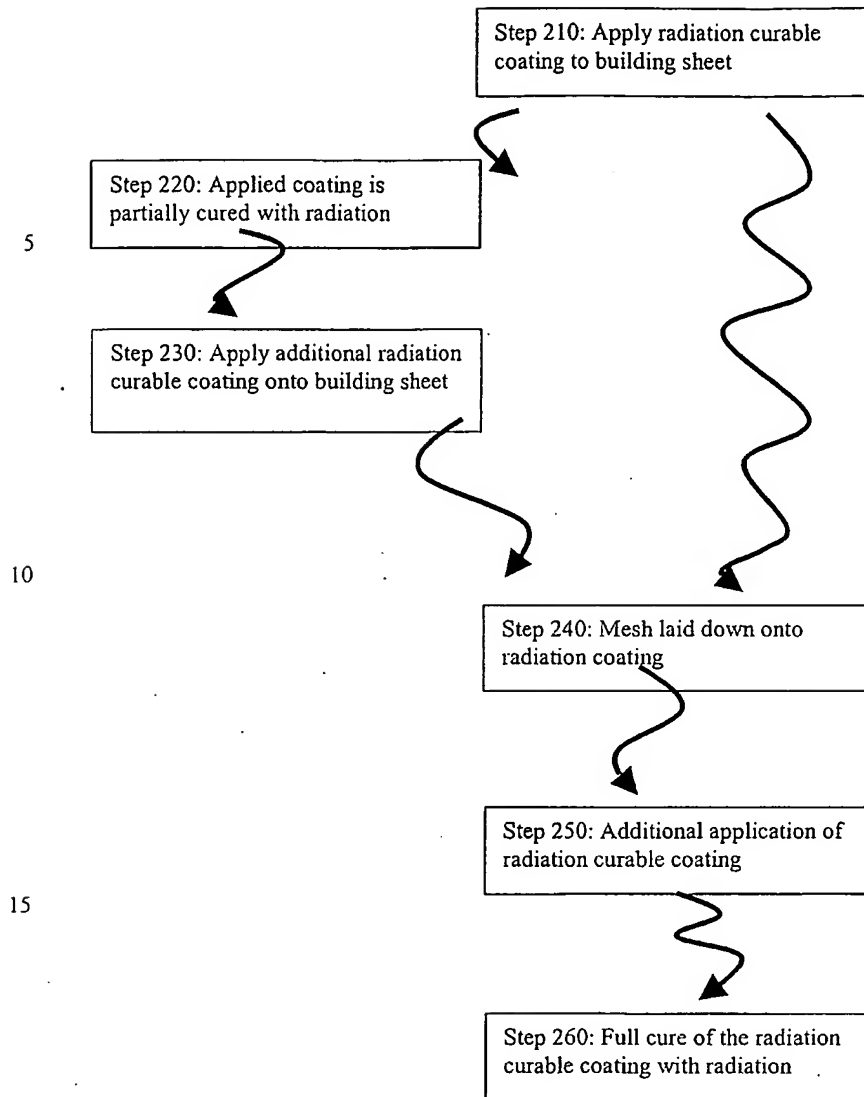 Step 210: Apply radiation curable
coating to building sheet
Step 220: Applied coating is
partially cured with radiation
5
Step 230: Apply additional radiation
curable coating onto building sheet
10
Step 240: Mesh laid down onto
radiation coating
Step 250: Additional application of
radiation curable coating
15
Step 260: Full cure of the radiation
curable coating with radiation